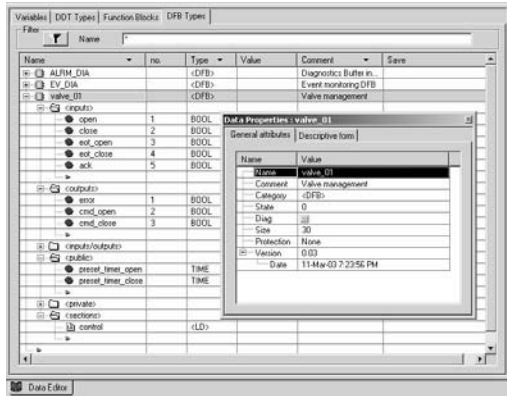 Variables DDT Types Function Blocks DFB Types
Filter
Name *
Name no. Type Value Comment Save
ALRM_DIA <DFB> Diagnostics Buffer in...
EV_DIA <DFB> Event monitoring DFB
valve_01 <DFB> Valve management
<inputs>
open 1 BOOL
close 2 BOOL
eot_open 3 BOOL
eot_close 4 BOOL
ack 5 BOOL
<outputs>
error 1 BOOL
cmd_open 2 BOOL
cmd_close 3 BOOL
<inputs/outputs>
<public>
preset_timer_open TIME
preset_timer_close TIME
<private>
<sections>
control <LD>
Data Properties : valve_01
General attributes Descriptive form
Name Value
Name valve_01
Comment Valve management
Category <DFB>
State 0
Diag
Size 30
Protection None
Version 0.03
Date 11-Mar-03 7:23:56 PM
Data Editor